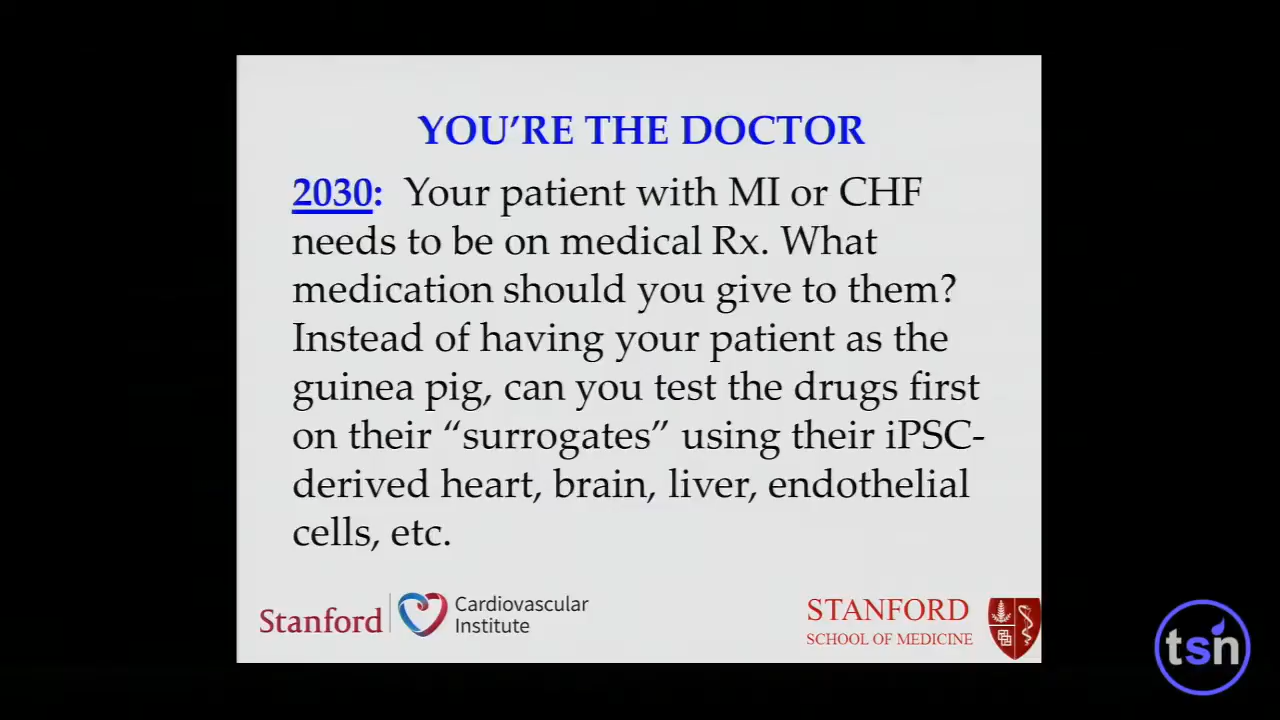 YOU’RE THE DOCTOR
2030: Your patient with MI or CHF
needs to be on medical Rx. What
medication should you give to them?
Instead of having your patient as the
guinea pig, can you test the drugs first
on their “surrogates” using their iPSC-
derived heart, brain, liver, endothelial
cells, etc.
Stanford
Cardiovascular
Institute
STANFORD
SCHOOL OF MEDICINE
tsn